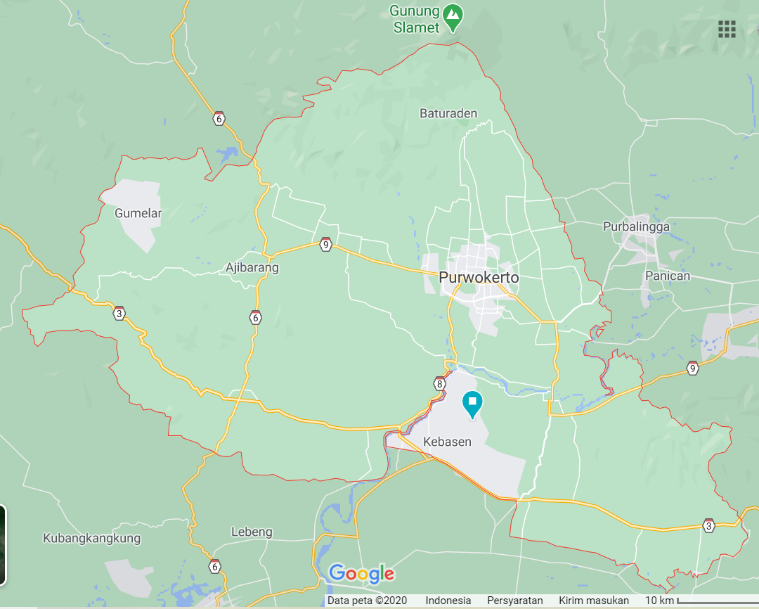 Gunung
Slamet
6
Baturaden
Gumelar
Purbalingga
9
Ajibarang
Purwokerto
Panican
3
6
9
8
Kebasen
3
Lebeng
Kubangkangkung
6
Google
Data peta ©2020 Indonesia Persyaratan Kirim masukan 10 km